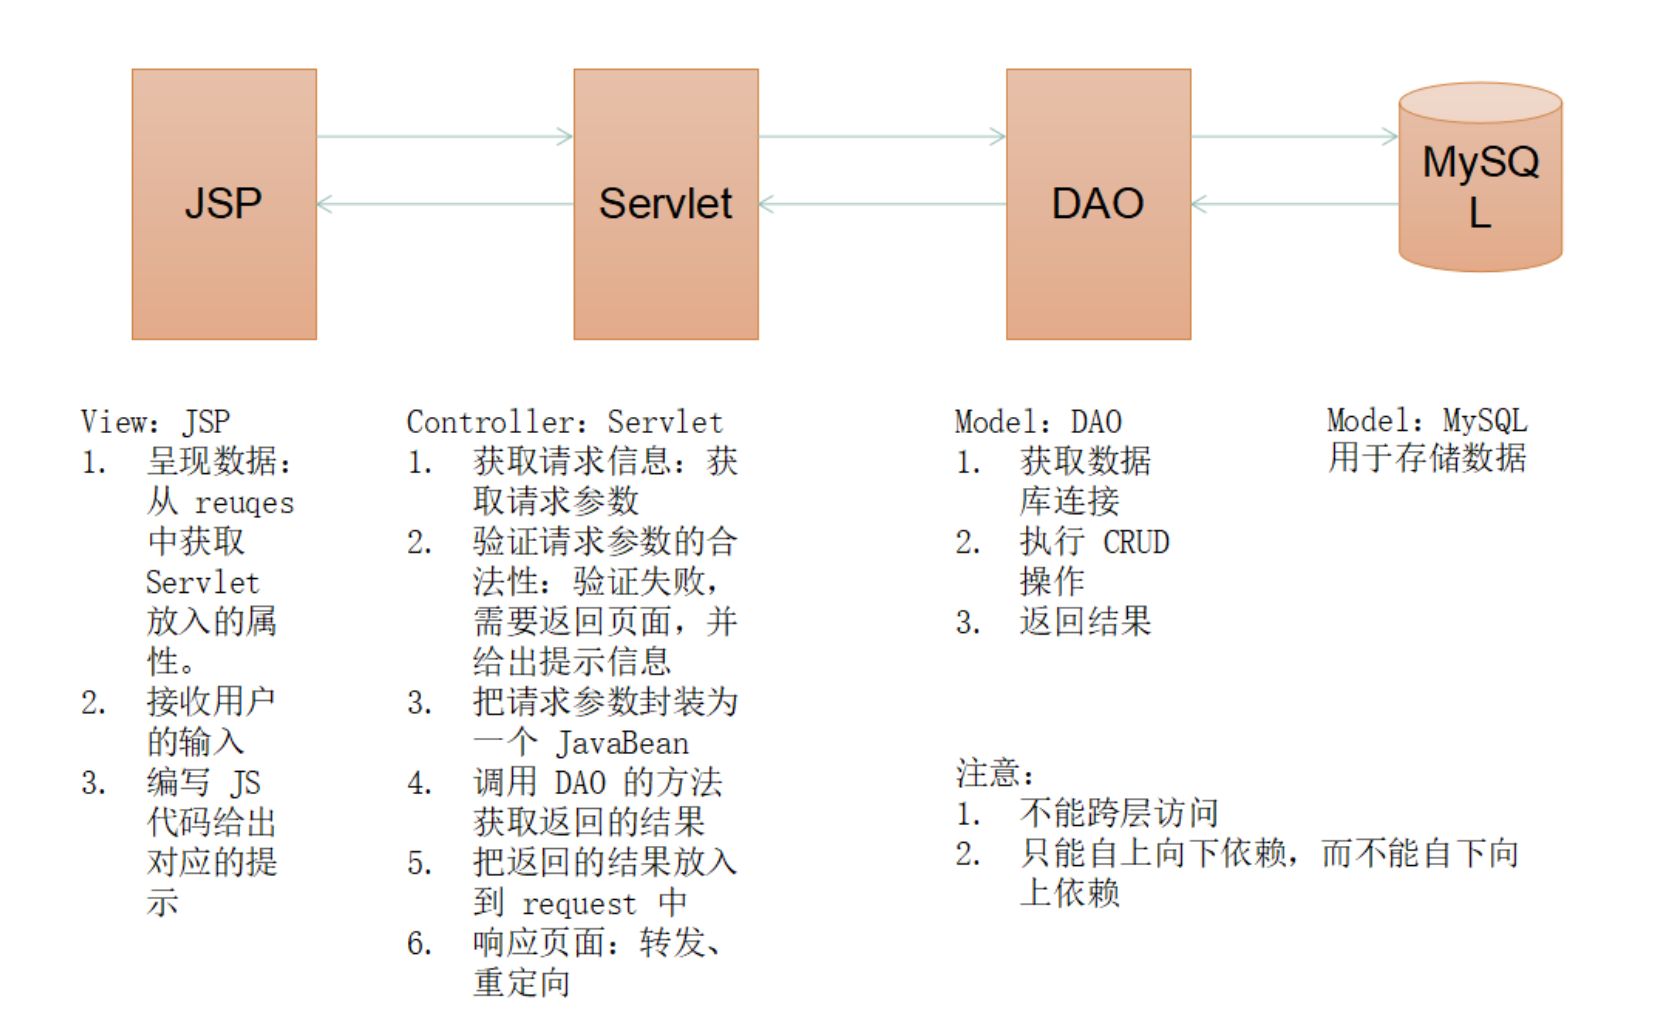 JSP
Servlet
DAO
MySQ
L
View：JSP
1. 呈现数据：
从 reuqes
中获取
Servlet
放入的属
性。
2. 接收用户
的输入
3. 编写 JS
代码给出
对应的提
示
Controller：Servlet
1. 获取请求信息：获
取请求参数
2. 验证请求参数的合
法性：验证失败，
需要返回页面，并
给出提示信息
3. 把请求参数封装为
一个 JavaBean
4. 调用 DAO 的方法
获取返回的结果
5. 把返回的结果放入
到 request 中
6. 响应页面：转发、
重定向
Model：DAO
1. 获取数据
库连接
2. 执行 CRUD
操作
3. 返回结果
Model：MySQL
用于存储数据
注意：
1. 不能跨层访问
2. 只能自上向下依赖，而不能自下向
上依赖